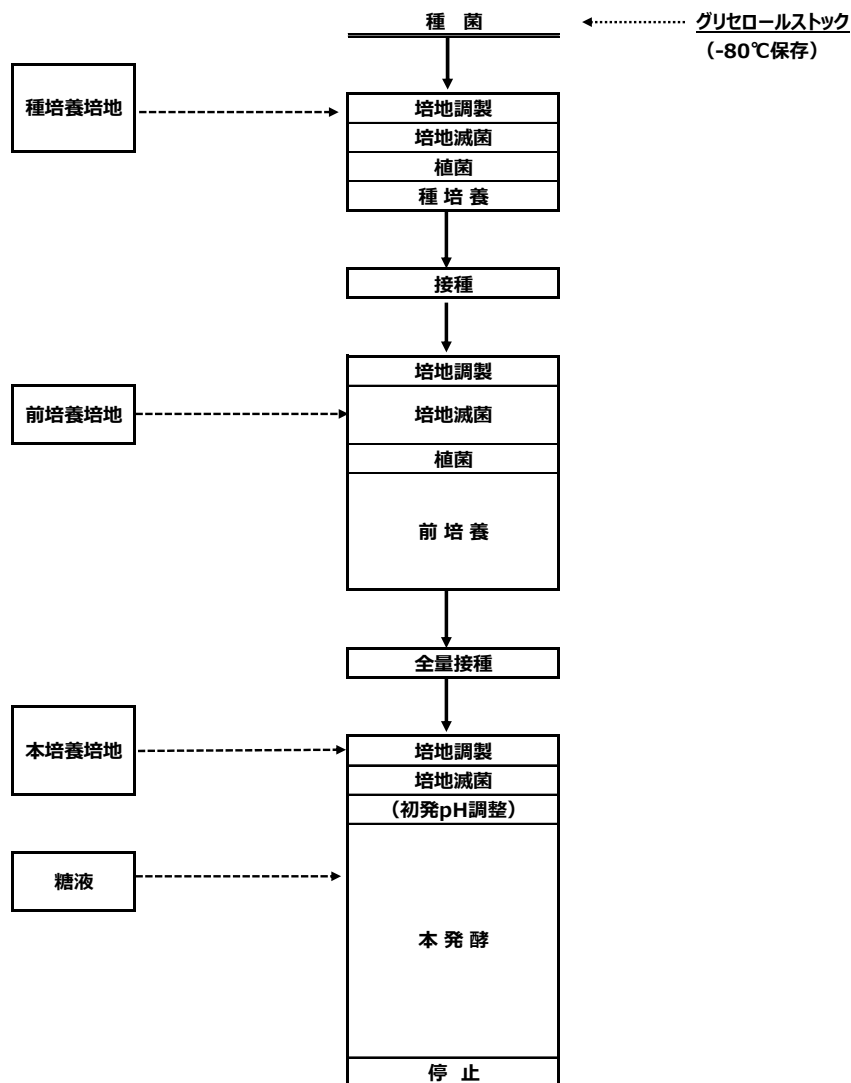 種 菌
グリセロールストック
（-80℃保存）
種培養培地
培地調製
培地滅菌
植菌
種 培 養
接種
前培養培地
培地調製
培地滅菌
植菌
前 培 養
全量接種
本培養培地
培地調製
培地滅菌
（初発pH調整）
糖液
本 発 酵
停 止